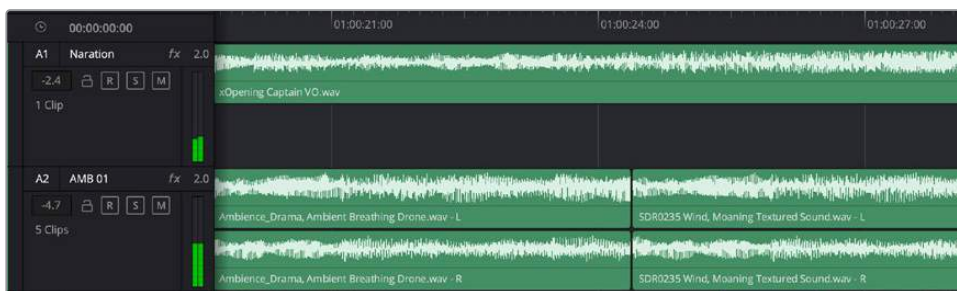 00:00:00:00 01:00:21:00 01:00:24:00 01:00:27:00
A1 Naration fx 2.0
-2.4 R S M
xOpening Captain VO.wav
1 Clip
A2 AMB 01 fx 2.0
-4.7 R S M
Ambience_Drama, Ambient Breathing Drone.wav - L SDR0235 Wind, Moaning Textured Sound.wav - L
5 Clips
Ambience_Drama, Ambient Breathing Drone.wav - R SDR0235 Wind, Moaning Textured Sound.wav - R